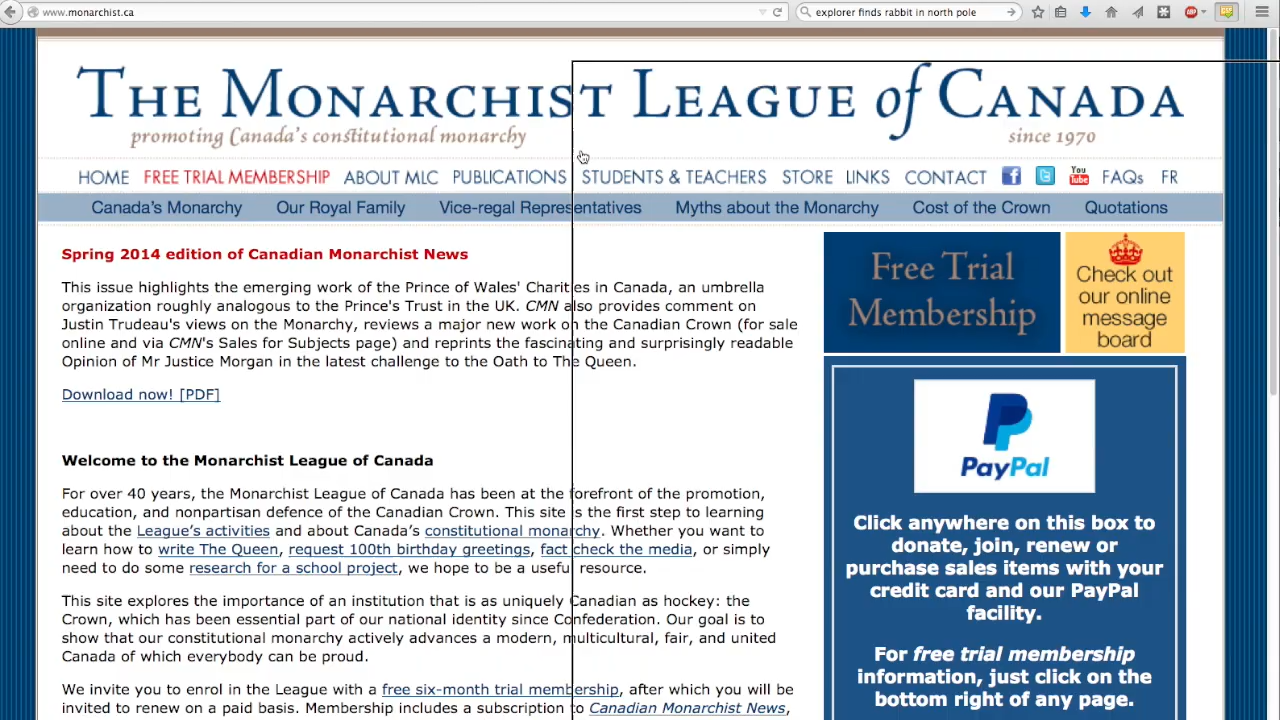 www.monarchist.ca
explorer finds rabbit in north pole
THE MONARCHIST LEAGUE of CANADA
promoting Canada's constitutional monarchy
since 1970
HOME FREE TRIAL MEMBERSHIP ABOUT MLC PUBLICATIONS STUDENTS & TEACHERS STORE LINKS CONTACT f t You Tube FAQs FR
Canada's Monarchy Our Royal Family Vice-regal Representatives Myths about the Monarchy Cost of the Crown Quotations
Spring 2014 edition of Canadian Monarchist News
This issue highlights the emerging work of the Prince of Wales' Charities in Canada, an umbrella
organization roughly analogous to the Prince's Trust in the UK. CMN also provides comment on
Justin Trudeau's views on the Monarchy, reviews a major new work on the Canadian Crown (for sale
online and via CMN's Sales for Subjects page) and reprints the fascinating and surprisingly readable
Opinion of Mr Justice Morgan in the latest challenge to the Oath to The Queen.
Download now! [PDF]
Welcome to the Monarchist League of Canada
For over 40 years, the Monarchist League of Canada has been at the forefront of the promotion,
education, and nonpartisan defence of the Canadian Crown. This site is the first step to learning
about the League's activities and about Canada's constitutional monarchy. Whether you want to
learn how to write The Queen, request 100th birthday greetings, fact check the media, or simply
need to do some research for a school project, we hope to be a useful resource.
This site explores the importance of an institution that is as uniquely Canadian as hockey: the
Crown, which has been essential part of our national identity since Confederation. Our goal is to
show that our constitutional monarchy actively advances a modern, multicultural, fair, and united
Canada of which everybody can be proud.
We invite you to enrol in the League with a free six-month trial membership, after which you will be
invited to renew on a paid basis. Membership includes a subscription to Canadian Monarchist News,
Free Trial
Membership
Check out
our online
message
board
PayPal
Click anywhere on this box to
donate, join, renew or
purchase sales items with your
credit card and our PayPal
facility.
For free trial membership
information, just click on the
bottom right of any page.